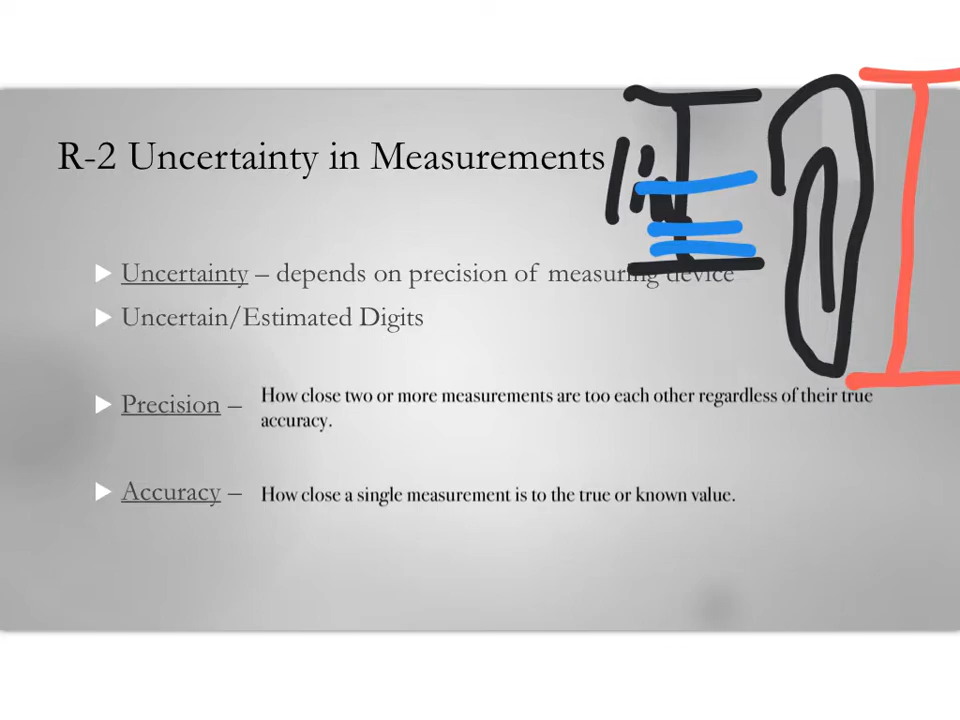 R-2 Uncertainty in Measurements
Uncertainty – depends on precision of measuring device
Uncertain/Estimated Digits
Precision – How close two or more measurements are too each other regardless of their true
accuracy.
Accuracy – How close a single measurement is to the true or known value.